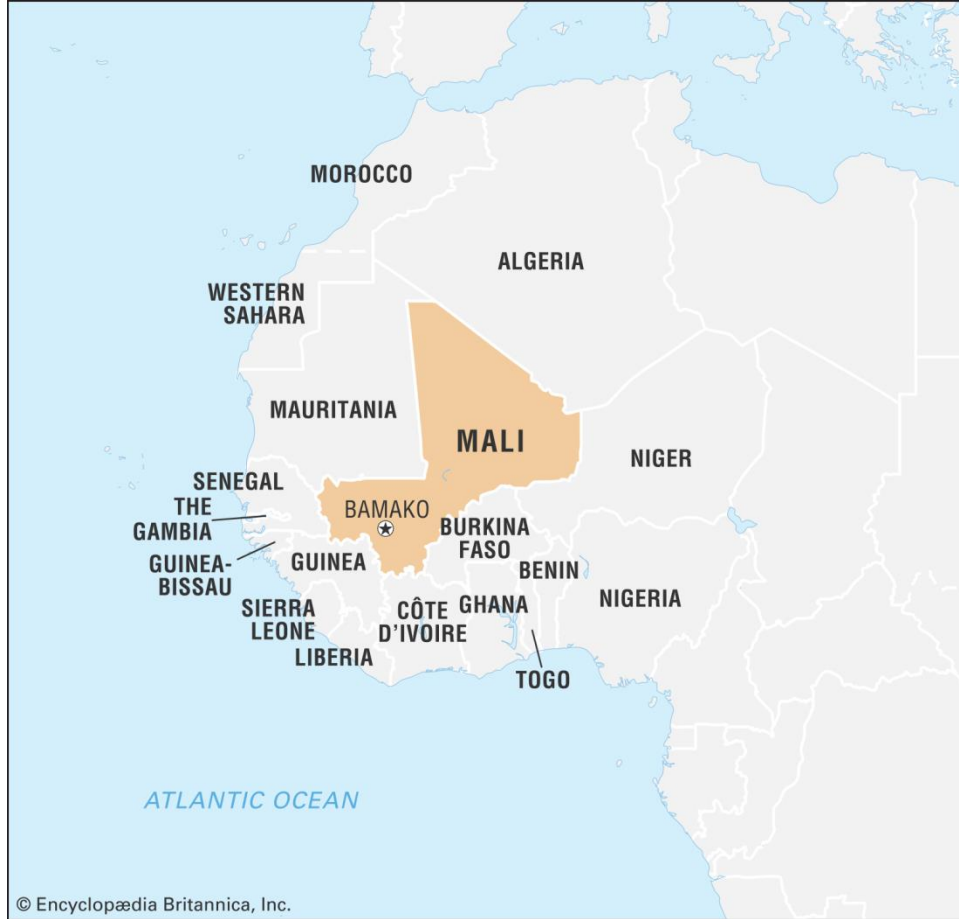 MOROCCO
ALGERIA
WESTERN
SAHARA
MAURITANIA
MALI
NIGER
SENEGAL
THE
GAMBIA
BAMAKO
BURKINA
FASO
GUINEA-
BISSAU
GUINEA
BENIN
NIGERIA
SIERRA
LEONE
CÔTE
D'IVOIRE
GHANA
LIBERIA
TOGO
ATLANTIC OCEAN
© Encyclopædia Britannica, Inc.